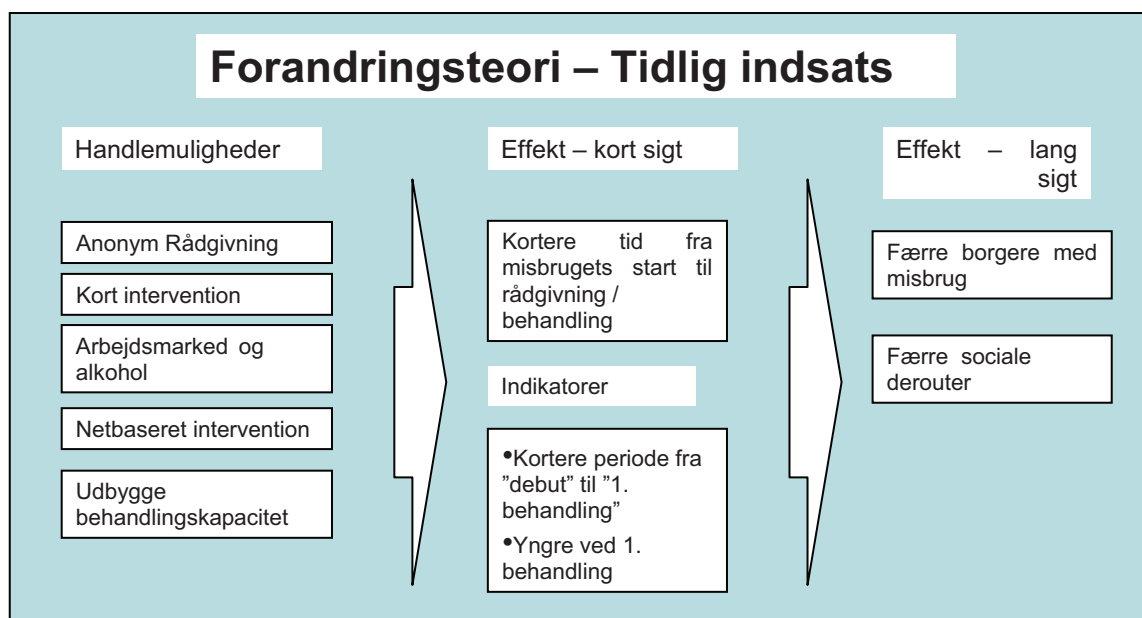 Forandringsteori – Tidlig indsats
Handlemuligheder
Anonym Rådgivning
Kort intervention
Arbejdsmarked og
alkohol
Netbaseret intervention
Udbygge
behandlingskapacitet
Effekt – kort sigt
Kortere tid fra
misbrugets start til
rådgivning /
behandling
Indikatorer
•Kortere periode fra
”debut” til ”1.
behandling”
•Yngre ved 1.
behandling
Effekt – lang
sigt
Færre borgere med
misbrug
Færre sociale
derouter